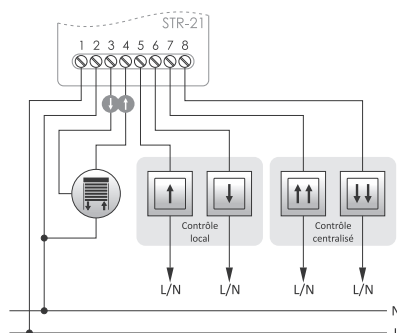 STR-21
1 2 3 4 5 6 7 8
Contrôle
local
Contrôle
centralisé
L/N L/N L/N L/N
N